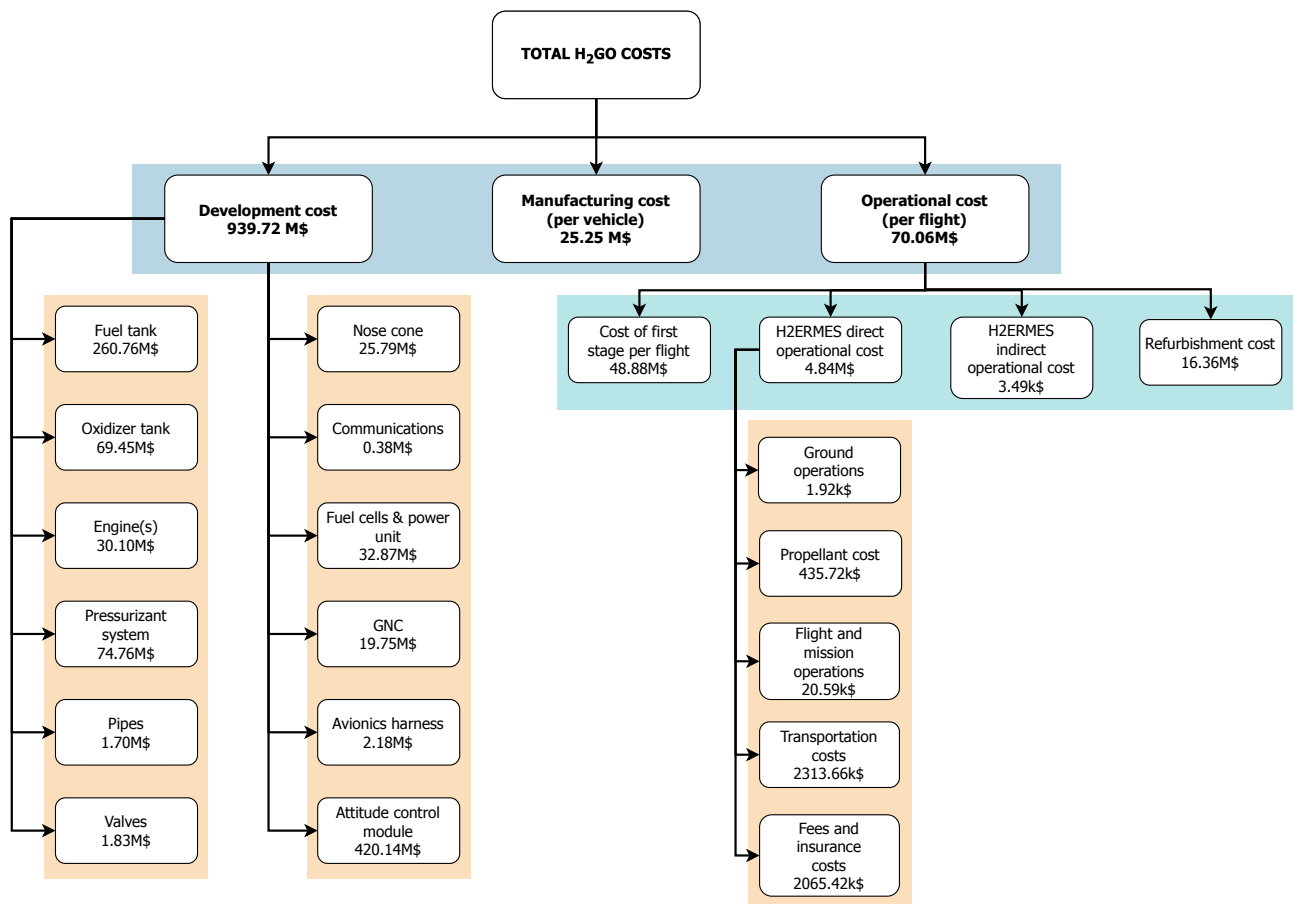 TOTAL H₂GO COSTS
Development cost
939.72 M$
Manufacturing cost
(per vehicle)
25.25 M$
Operational cost
(per flight)
70.06M$
Fuel tank
260.76M$
Oxidizer tank
69.45M$
Engine(s)
30.10M$
Pressurizant
system
74.76M$
Pipes
1.70M$
Valves
1.83M$
Nose cone
25.79M$
Communications
0.38M$
Fuel cells & power
unit
32.87M$
GNC
19.75M$
Avionics harness
2.18M$
Attitude control
module
420.14M$
Cost of first
stage per flight
48.88M$
H2ERMES direct
operational cost
4.84M$
H2ERMES
indirect
operational cost
3.49k$
Refurbishment cost
16.36M$
Ground
operations
1.92k$
Propellant cost
435.72k$
Flight and
mission
operations
20.59k$
Transportation
costs
2313.66k$
Fees and
insurance
costs
2065.42k$